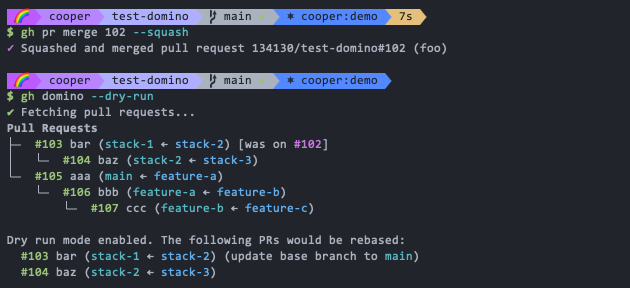 🌈 cooper test-domino main ✓ ⎈ cooper:demo 7s
$ gh pr merge 102 --squash
✓ Squashed and merged pull request 134130/test-domino#102 (foo)
🌈 cooper test-domino main ✓ ⎈ cooper:demo
$ gh domino --dry-run
✔ Fetching pull requests...
Pull Requests
├─ #103 bar (stack-1 ← stack-2) [was on #102]
│ └─ #104 baz (stack-2 ← stack-3)
└─ #105 aaa (main ← feature-a)
└─ #106 bbb (feature-a ← feature-b)
└─ #107 ccc (feature-b ← feature-c)
Dry run mode enabled. The following PRs would be rebased:
#103 bar (stack-1 ← stack-2) (update base branch to main)
#104 baz (stack-2 ← stack-3)